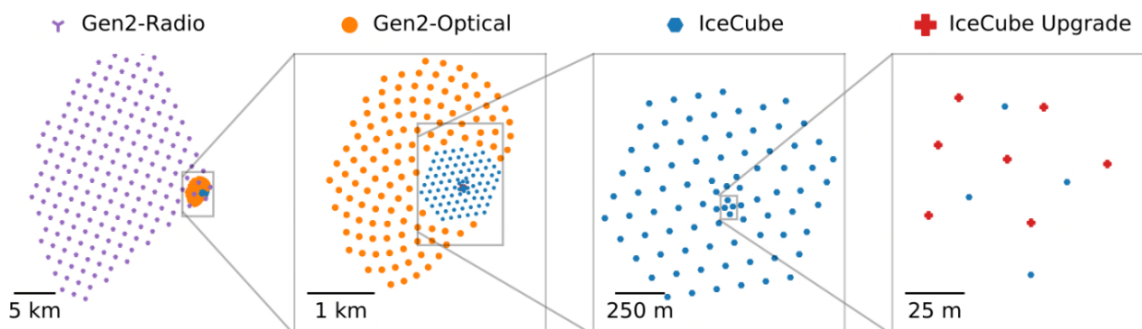 Gen2-Radio
Gen2-Optical
IceCube
IceCube Upgrade
5 km
1 km
250 m
25 m